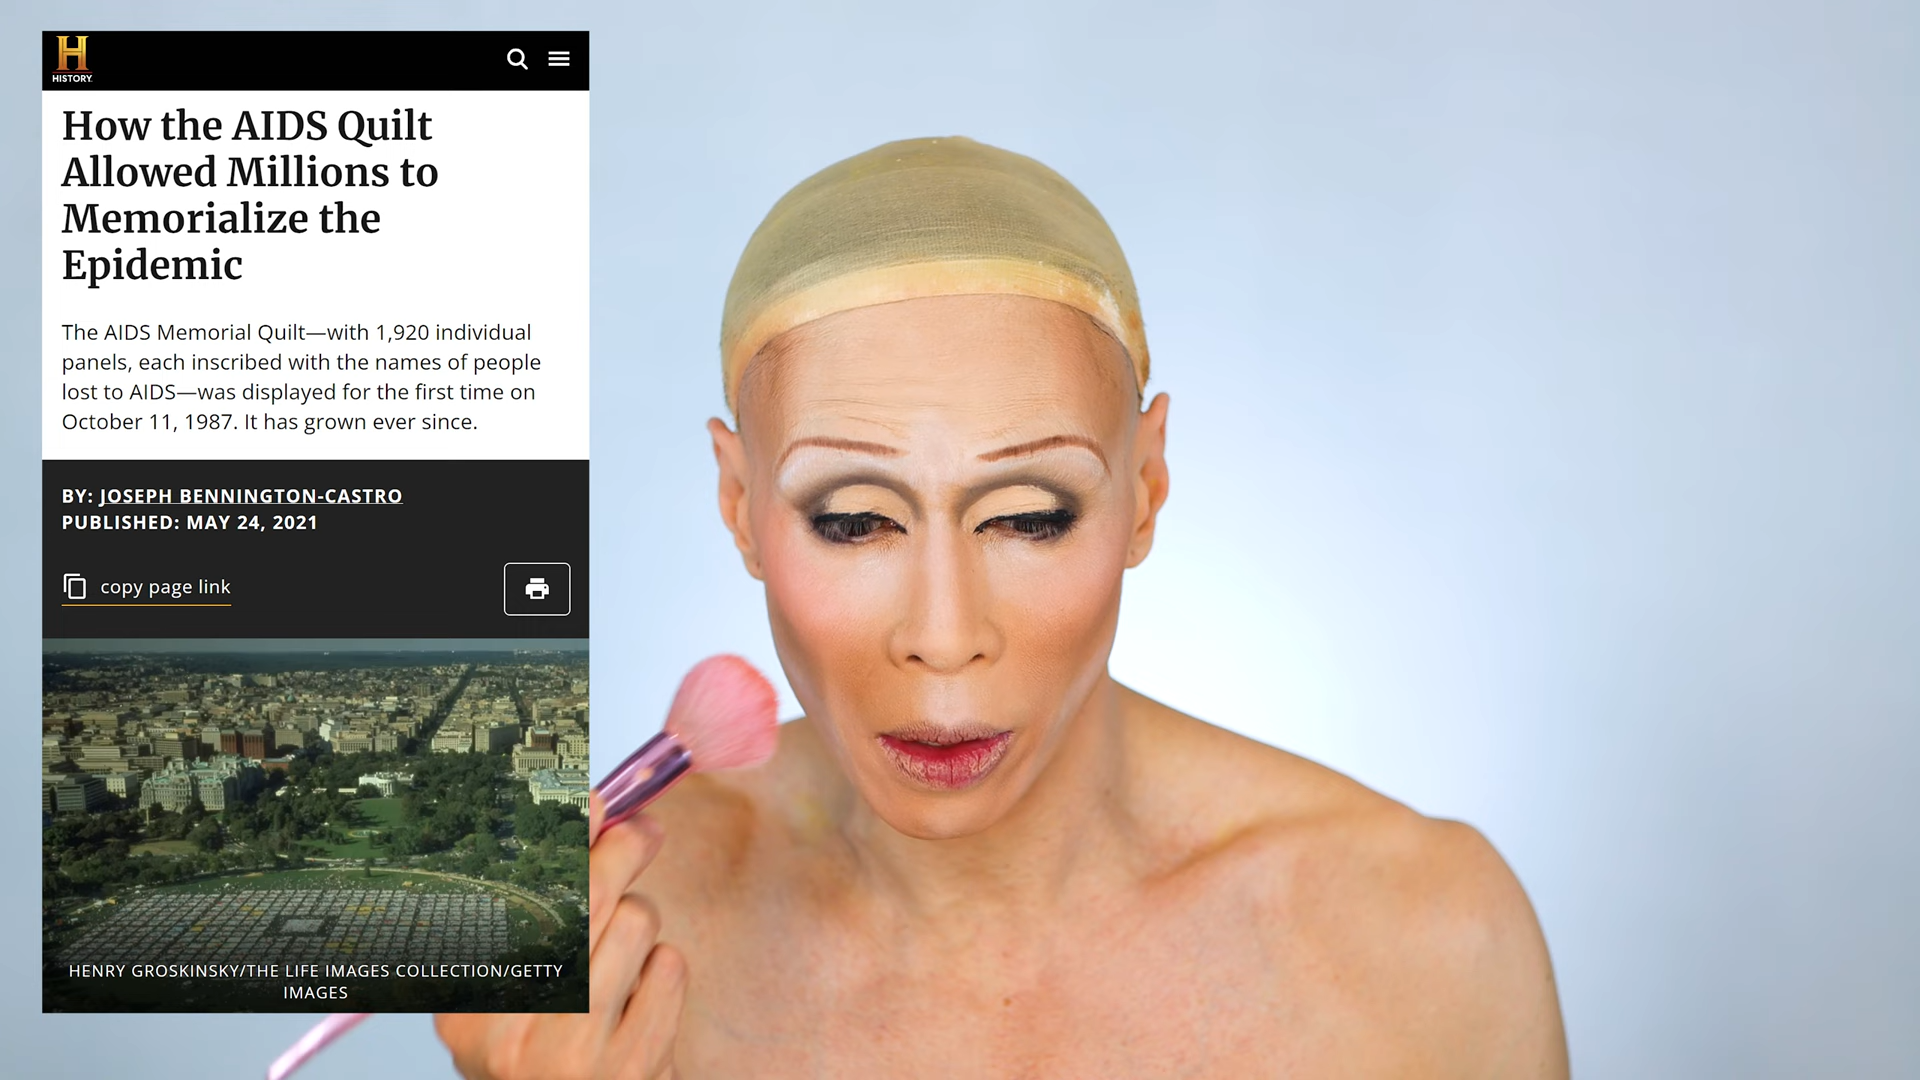 H
HISTORY
How the AIDS Quilt
Allowed Millions to
Memorialize the
Epidemic
The AIDS Memorial Quilt—with 1,920 individual
panels, each inscribed with the names of people
lost to AIDS—was displayed for the first time on
October 11, 1987. It has grown ever since.
BY: JOSEPH BENNINGTON-CASTRO
PUBLISHED: MAY 24, 2021
copy page link
HENRY GROSKINSKY/THE LIFE IMAGES COLLECTION/GETTY
IMAGES